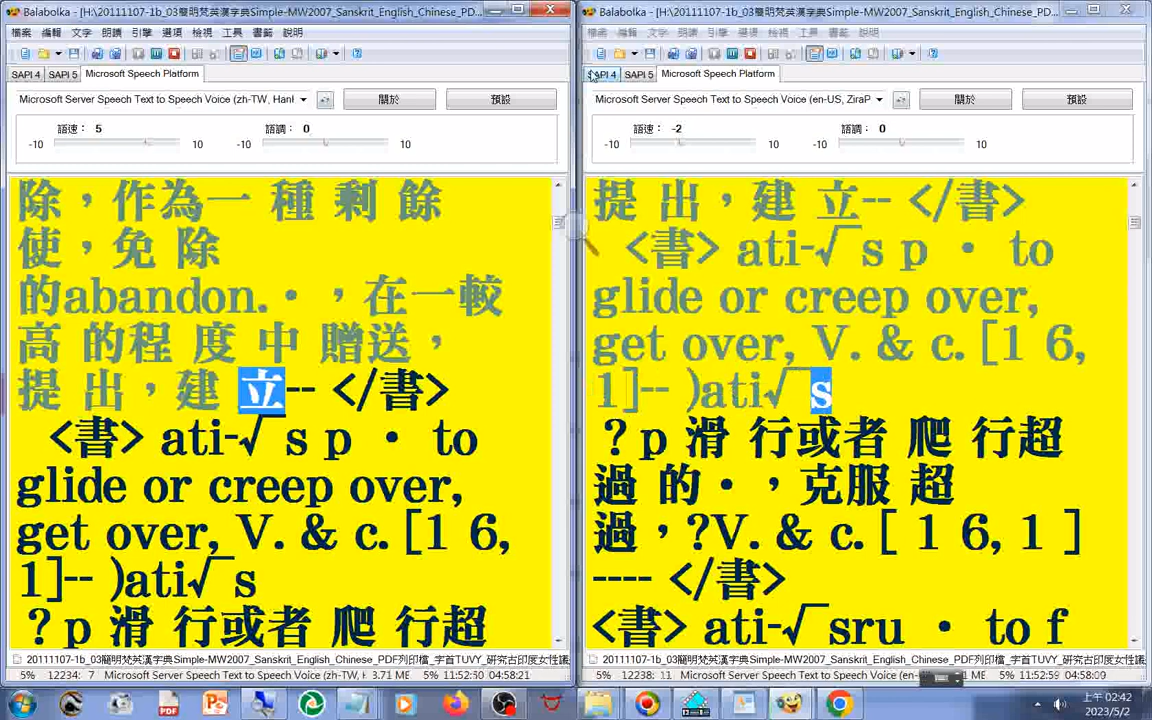 Balabolka - [H:\20111107-1b_03簡明梵英漢字典Simple-MW2007_Sanskrit_English_Chinese_PD...
檔案 編輯 文字 朗讀 引擎 選項 檢視 工具 書籤 說明
SAPI 4 SAPI 5 Microsoft Speech Platform
Microsoft Server Speech Text to Speech Voice (zh-TW, Hanl 關於 預設
語速： 5 語調： 0
-10 10 -10 10
除，作為一 種 剩 餘
使，免 除
的abandon.•，在一較
高 的程 度 中 贈送，
提 出，建 立-- </書>
<書> ati-√ s p • to
glide or creep over,
get over, V. & c. [1 6,
1]-- )ati√ s
? p 滑 行或者 爬 行超
20111107-1b_03簡明梵英漢字典Simple-MW2007_Sanskrit_English_Chinese_PDF列印檔_字首TUVY_研究古印度女性議
5% 12234: 7 Microsoft Server Speech Text to Speech Voice (zh-TW, H 3.71 ME 5% 11:52:50 04:58:21
Balabolka - [H:\20111107-1b_03簡明梵英漢字典Simple-MW2007_Sanskrit_English_Chinese_PD...
檔案 編輯 文字 朗讀 引擎 選項 檢視 工具 書籤 說明
SAPI 4 SAPI 5 Microsoft Speech Platform
Microsoft Server Speech Text to Speech Voice (en-US, ZiraP 關於 預設
語速： -2 語調： 0
-10 10 -10 10
提 出，建 立-- </書>
<書> ati-√ s p • to
glide or creep over,
get over, V. & c. [1 6,
1]-- )ati√ s
? p 滑 行或者 爬 行超
過 的•，克服 超
過，?V. & c. [ 1 6, 1 ]
---- </書>
<書> ati-√ sru • to f
20111107-1b_03簡明梵英漢字典Simple-MW2007_Sanskrit_English_Chinese_PDF列印檔_字首TUVY_研究古印度女性議
5% 12238: 11 Microsoft Server Speech Text to Speech Voice (en-U ME 5% 11:52:59 04:58:09
上午 02:42
2023/5/2